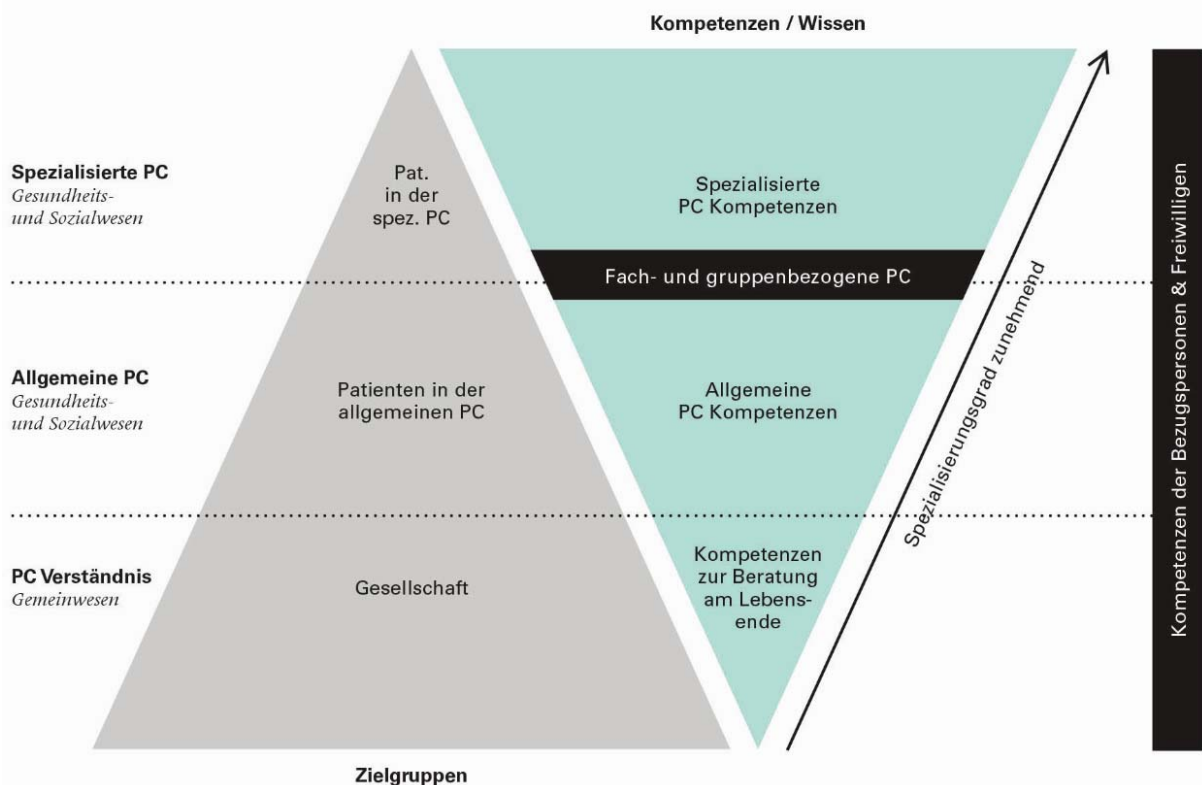 Kompetenzen / Wissen
Spezialisierte PC
Gesundheits-
und Sozialwesen
Pat.
in der
spez. PC
Spezialisierte
PC Kompetenzen
Fach- und gruppenbezogene PC
Allgemeine PC
Gesundheits-
und Sozialwesen
Patienten in der
allgemeinen PC
Allgemeine
PC Kompetenzen
PC Verständnis
Gemeinwesen
Gesellschaft
Kompetenzen
zur Beratung
am Lebens-
ende
Spezialisierungsgrad zunehmend
Kompetenzen der Bezugspersonen & Freiwilligen
Zielgruppen